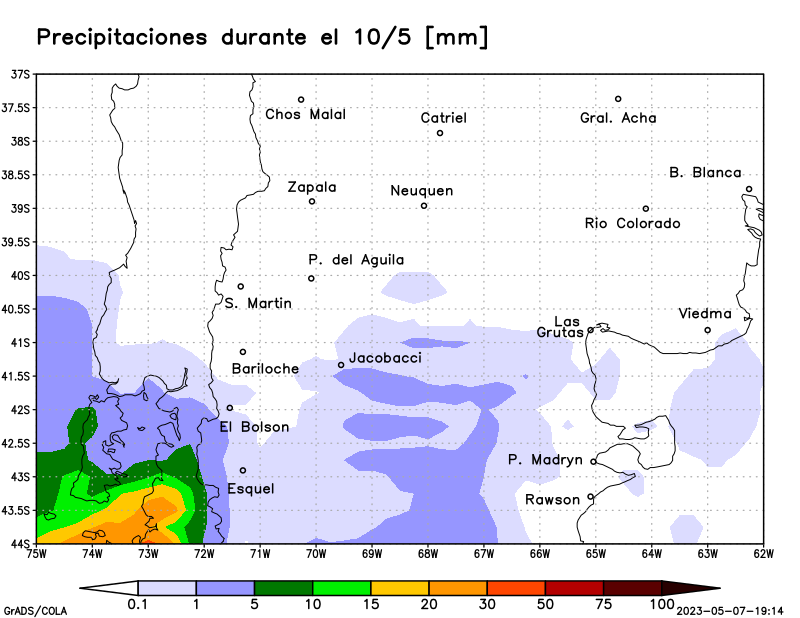 Precipitaciones durante el 10/5 [mm]
37S
37.5S
38S
38.5S
39S
39.5S
40S
40.5S
41S
41.5S
42S
42.5S
43S
43.5S
44S
Chos Malal
Catriel
Gral. Acha
B. Blanca
Zapala
Neuquen
Rio Colorado
P. del Aguila
S. Martin
Viedma
Las
Grutas
Bariloche
Jacobacci
El Bolson
P. Madryn
Esquel
Rawson
75W 74W 73W 72W 71W 70W 69W 68W 67W 66W 65W 64W 63W 62W
0.1 1 5 10 15 20 30 50 75 100
GrADS/COLA
2023-05-07-19:14